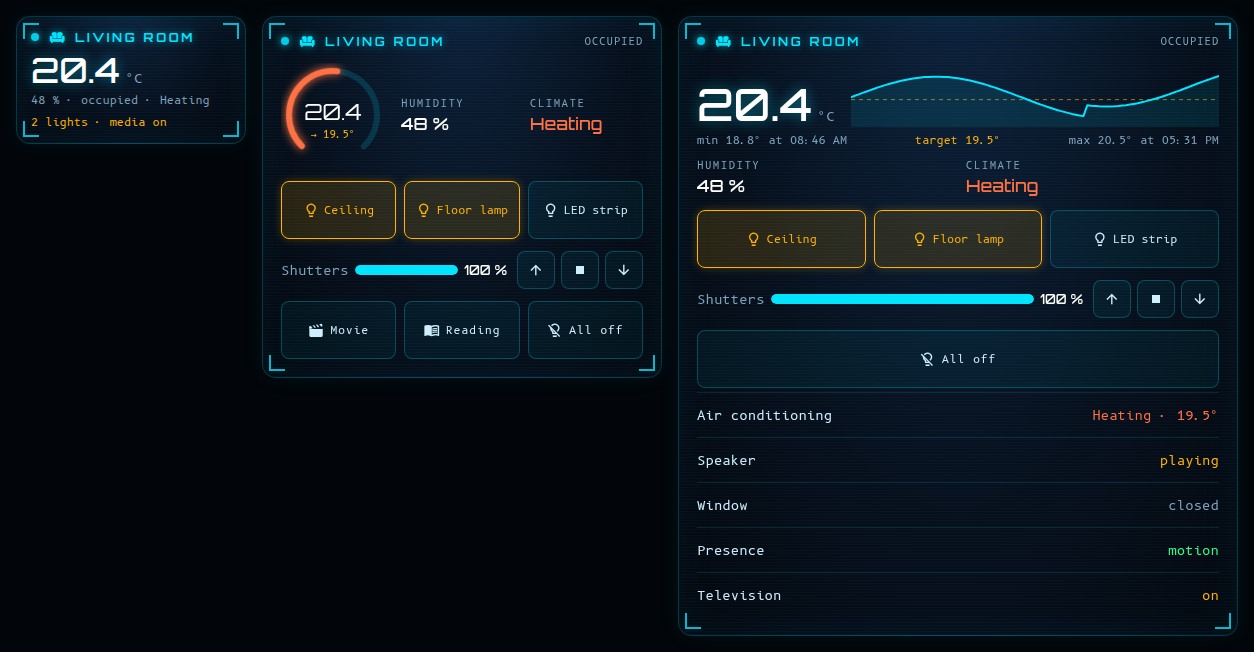 LIVING ROOM
20.4 °C
48 % · occupied · Heating
2 lights · media on
LIVING ROOM
OCCUPIED
20.4
→ 19.5°
HUMIDITY
48 %
CLIMATE
Heating
Ceiling
Floor lamp
LED strip
Shutters
100 %
Movie
Reading
All off
LIVING ROOM
OCCUPIED
20.4 °C
min 18.8° at 08:46 AM
target 19.5°
max 20.5° at 05:31 PM
HUMIDITY
48 %
CLIMATE
Heating
Ceiling
Floor lamp
LED strip
Shutters
100 %
All off
Air conditioning
Heating · 19.5°
Speaker
playing
Window
closed
Presence
motion
Television
on